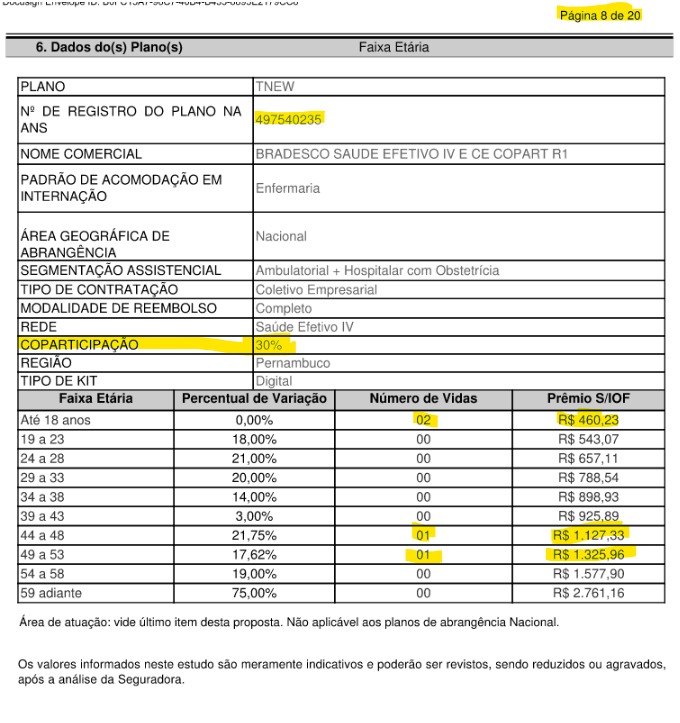 Página 8 de 20
6. Dados do(s) Plano(s) Faixa Etária
PLANO TNEW
Nº DE REGISTRO DO PLANO NA
ANS 497540235
NOME COMERCIAL BRADESCO SAUDE EFETIVO IV E CE COPART R1
PADRÃO DE ACOMODAÇÃO EM
INTERNAÇÃO Enfermaria
ÁREA GEOGRÁFICA DE
ABRANGÊNCIA Nacional
SEGMENTAÇÃO ASSISTENCIAL Ambulatorial + Hospitalar com Obstetrícia
TIPO DE CONTRATAÇÃO Coletivo Empresarial
MODALIDADE DE REEMBOLSO Completo
REDE Saúde Efetivo IV
COPARTICIPAÇÃO 30%
REGIÃO Pernambuco
TIPO DE KIT Digital
Faixa Etária Percentual de Variação Número de Vidas Prêmio S/IOF
Até 18 anos 0,00% 02 R$ 460,23
19 a 23 18,00% 00 R$ 543,07
24 a 28 21,00% 00 R$ 657,11
29 a 33 20,00% 00 R$ 788,54
34 a 38 14,00% 00 R$ 898,93
39 a 43 3,00% 00 R$ 925,89
44 a 48 21,75% 01 R$ 1.127,33
49 a 53 17,62% 01 R$ 1.325,96
54 a 58 19,00% 00 R$ 1.577,90
59 adiante 75,00% 00 R$ 2.761,16
Área de atuação: vide último item desta proposta. Não aplicável aos planos de abrangência Nacional.
Os valores informados neste estudo são meramente indicativos e poderão ser revistos, sendo reduzidos ou agravados,
após a análise da Seguradora.